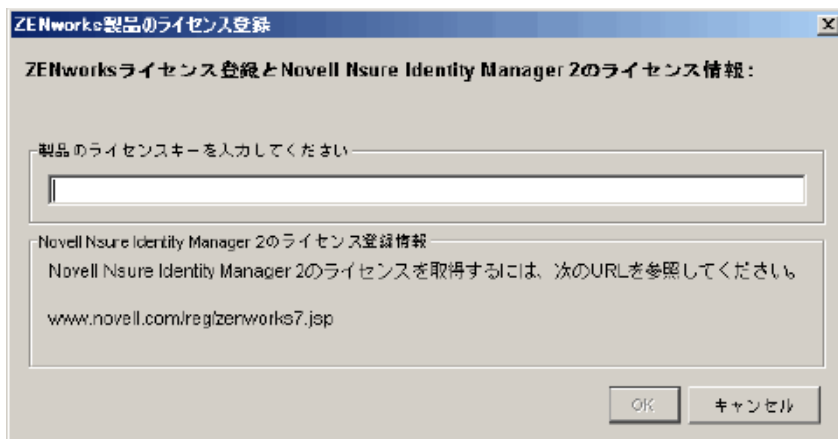 ZENworks製品のライセンス登録
ZENworksライセンス登録とNovell Nsure Identity Manager 2のライセンス情報:
製品のライセンスキーを入力してください
Novell Nsure Identity Manager 2のライセンス登録情報
Novell Nsure Identity Manager 2のライセンスを取得するには、次のURLを参照してください。
www.novell.com/reg/zenworks7.jsp
OK キャンセル